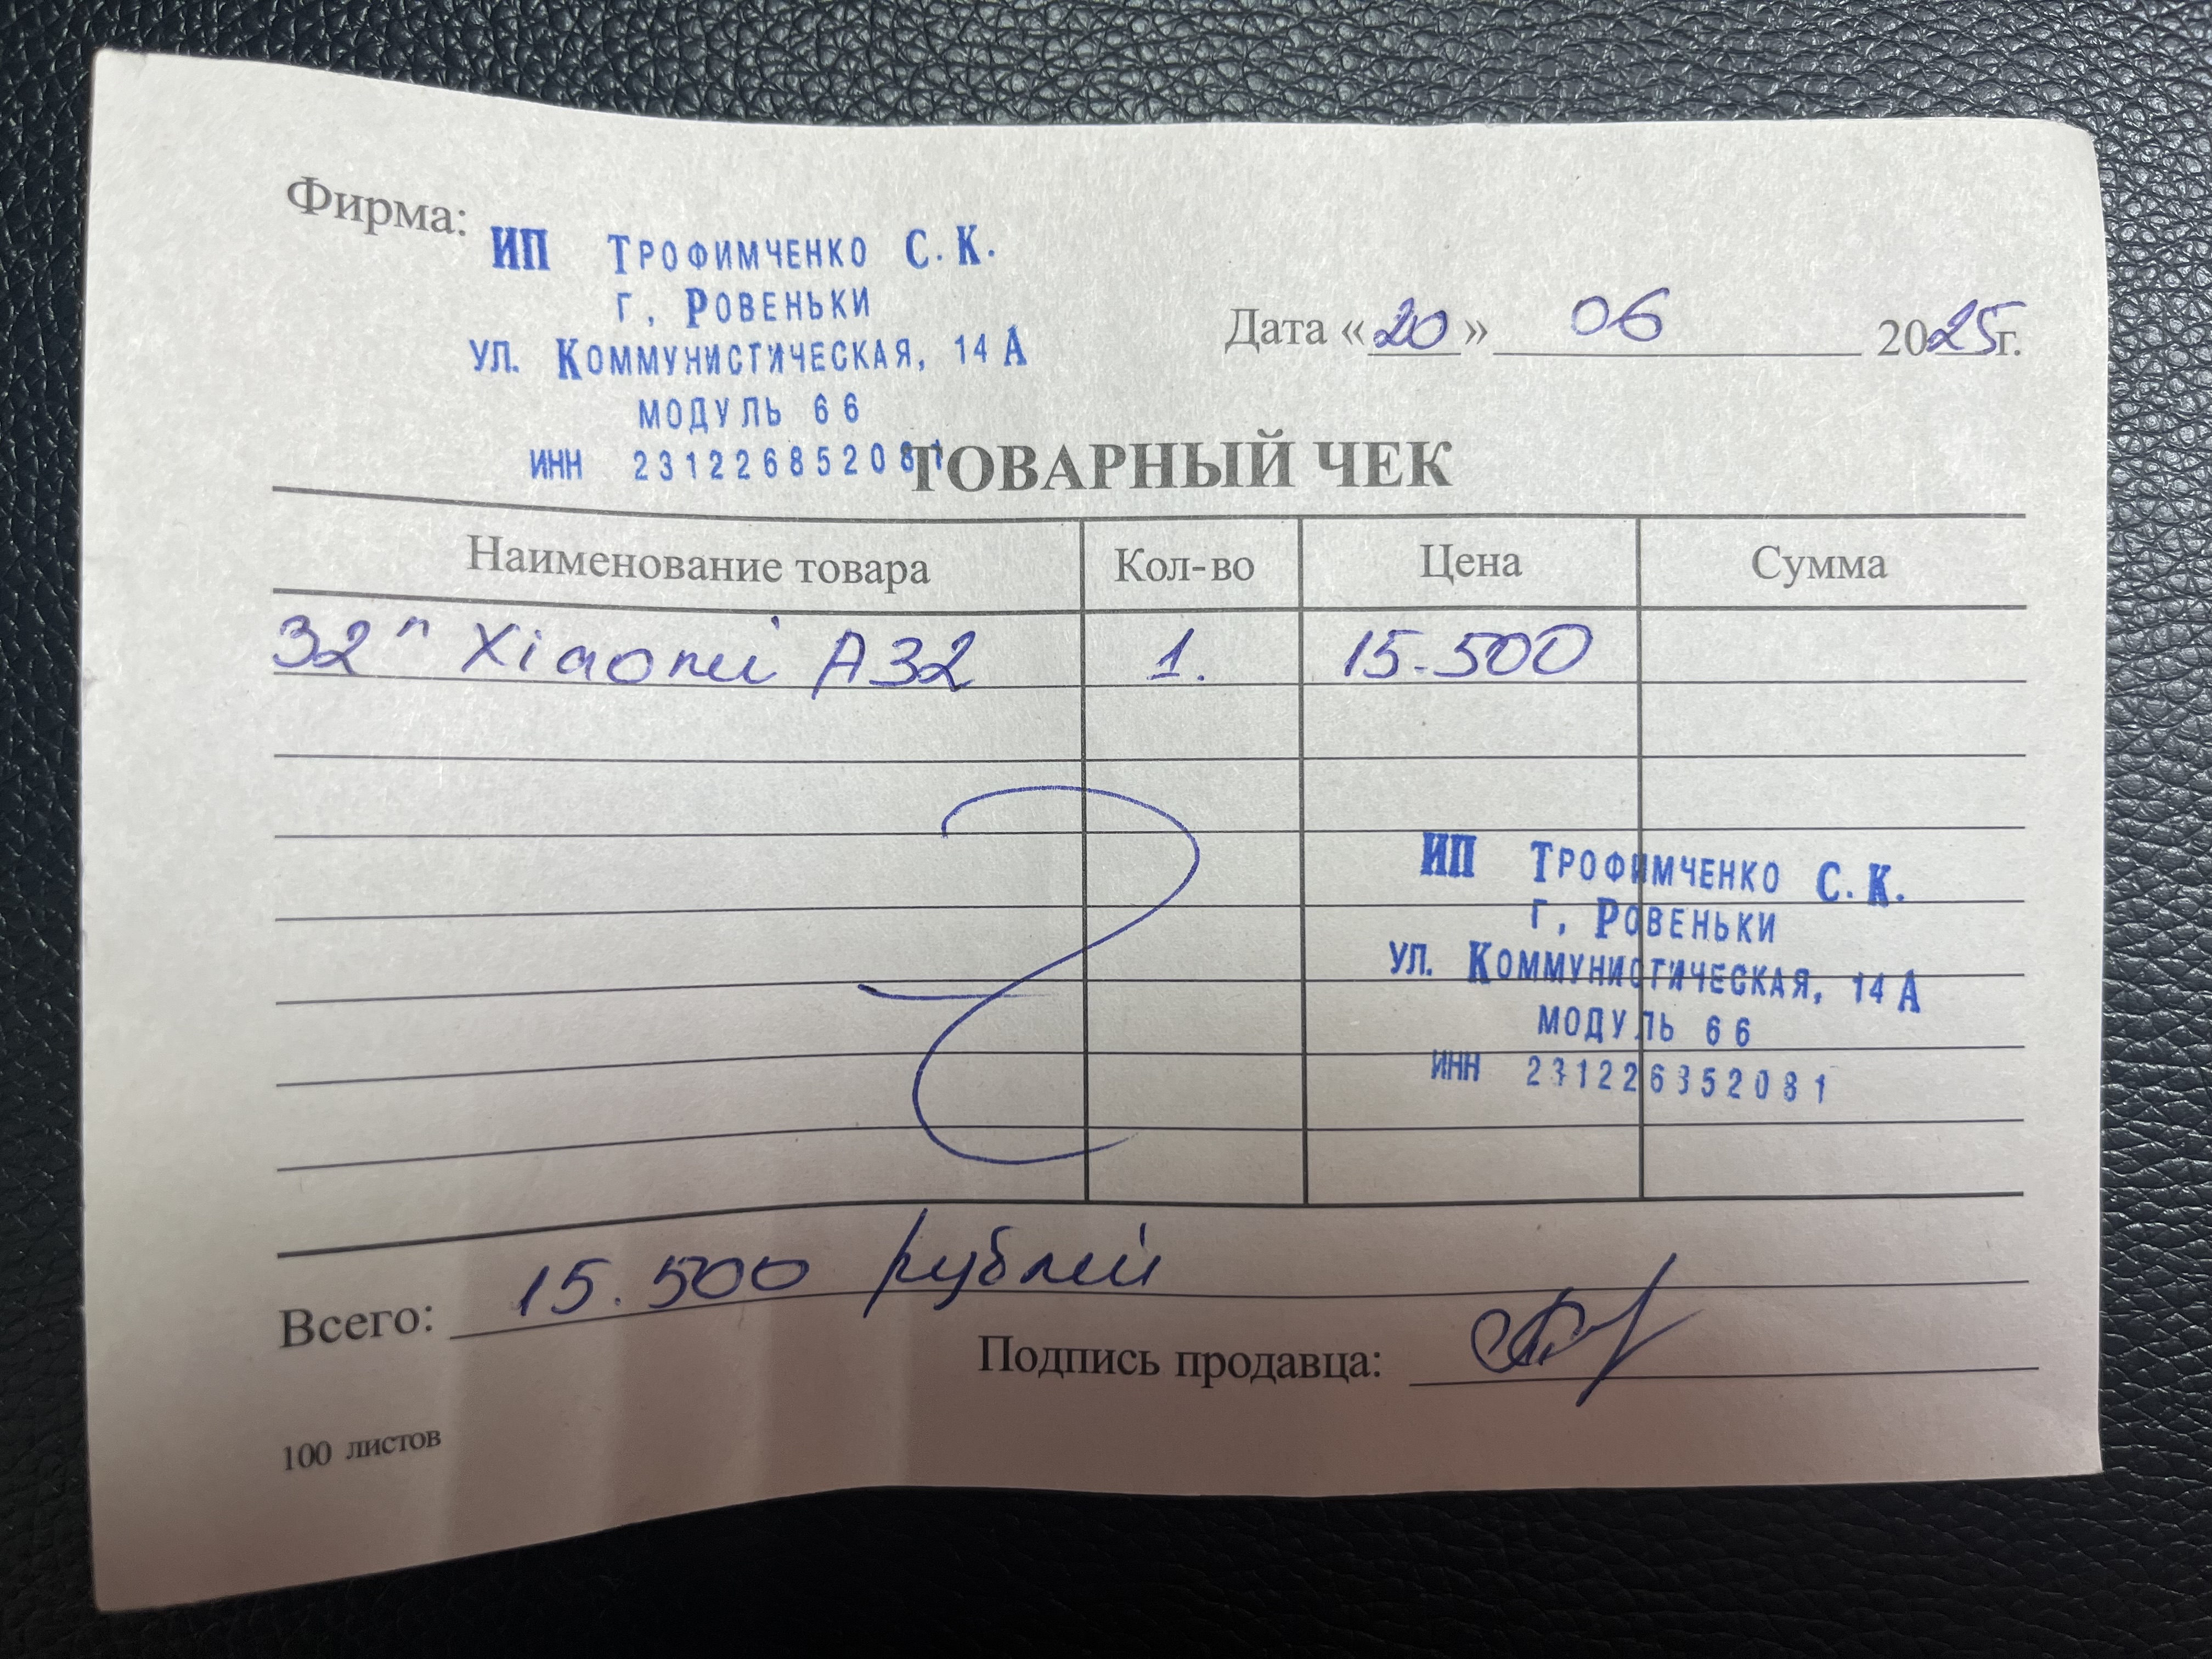 Фирма: ИП ТРОФИМЧЕНКО С. К.
Г, РОВЕНЬКИ
УЛ. КОММУНИСТИЧЕСКАЯ, 14 А
МОДУЛЬ 66
ИНН 231226852081
Дата «20» 06 2025г.
ТОВАРНЫЙ ЧЕК
Наименование товара Кол-во Цена Сумма
32" Xiaomi A32 1. 15.500
ИП ТРОФИМЧЕНКО С. К.
Г, РОВЕНЬКИ
УЛ. КОММУНИСТИЧЕСКАЯ, 14 А
МОДУЛЬ 66
ИНН 231226852081
Всего: 15.500 рублей
Подпись продавца:
100 листов